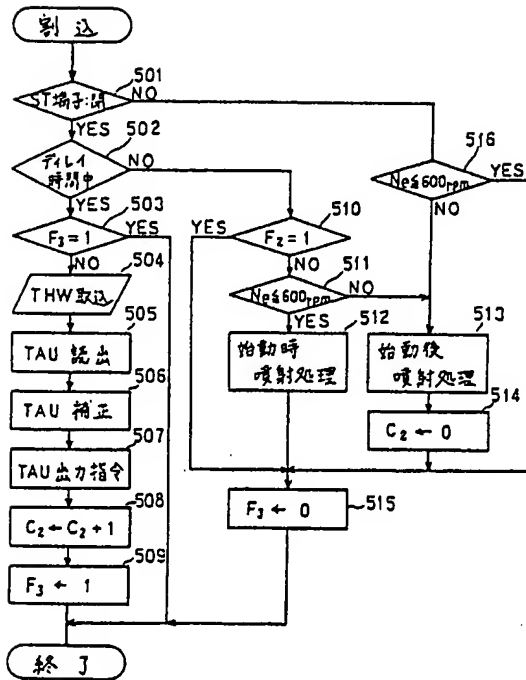 割込
501
ST端子:閉
NO
YES
502
ディレイ
時間中
NO
YES
503
F₃=1
YES
NO
504
THW取込
505
TAU 読出
506
TAU 補正
507
TAU出力指令
508
C₂←C₂+1
509
F₃ ← 1
終了
510
YES
F₂=1
NO
511
Ne≦600rpm
NO
YES
512
始動時
噴射処理
516
Ne≦600rpm
YES
NO
513
始動後
噴射処理
514
C₂ ← 0
F₃ ← 0
515